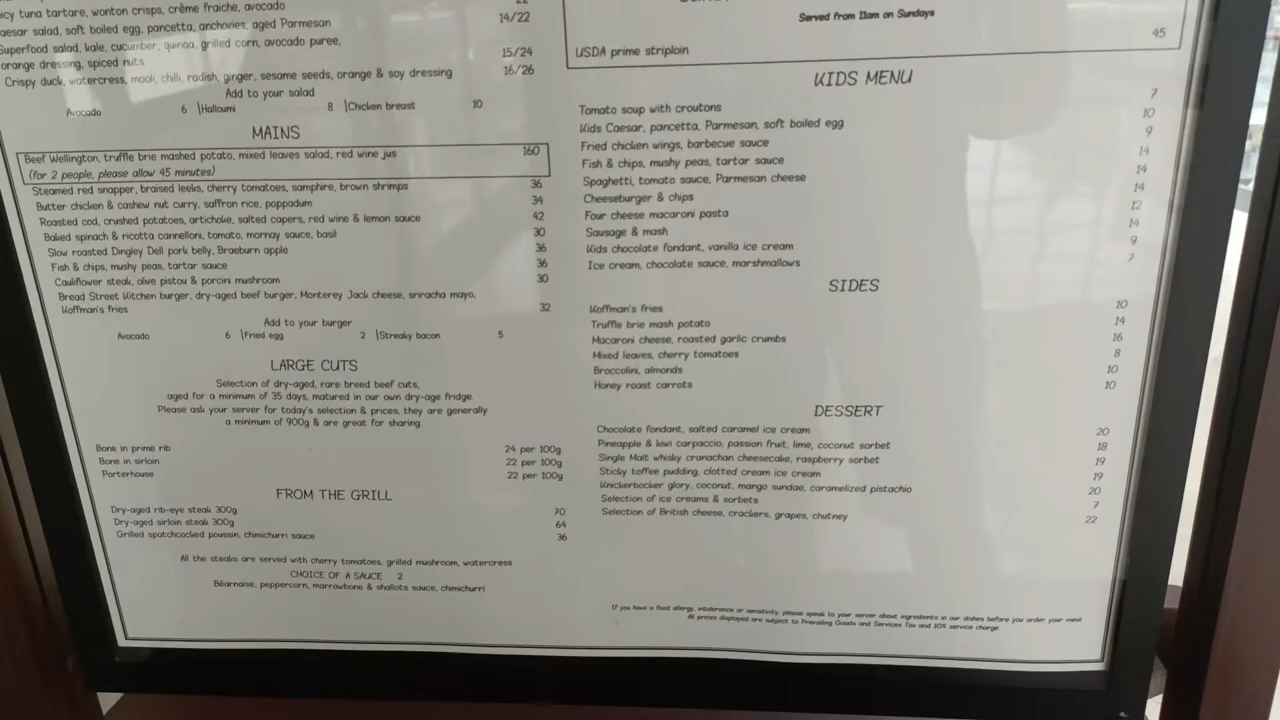 icy tuna tartare, wonton crisps, crème fraiche, avocado
aesar salad, soft boiled egg, pancetta, anchovies, aged Parmesan 14/22
Superfood salad, kale, cucumber, quinoa, grilled corn, avocado puree,
orange dressing, spiced nuts 15/24
Crispy duck, watercress, mooli, chilli, radish, ginger, sesame seeds, orange & soy dressing 16/26
Add to your salad
Avocado 6 |Halloumi 8 |Chicken breast 10
MAINS
Beef Wellington, truffle brie mashed potato, mixed leaves salad, red wine jus 160
(for 2 people, please allow 45 minutes)
Steamed red snapper, braised leeks, cherry tomatoes, samphire, brown shrimps 36
Butter chicken & cashew nut curry, saffron rice, poppadum 34
Roasted cod, crushed potatoes, artichoke, salted capers, red wine & lemon sauce 42
Baked spinach & ricotta cannelloni, tomato, mornay sauce, basil 30
Slow roasted Dingley Dell pork belly, Braeburn apple 36
Fish & chips, mushy peas, tartar sauce 36
Cauliflower steak, olive pistou & porcini mushroom 30
Bread Street Kitchen burger, dry-aged beef burger, Monterey Jack cheese, sriracha mayo,
Koffman's fries 32
Add to your burger
Avocado 6 |Fried egg 2 |Streaky bacon 5
LARGE CUTS
Selection of dry-aged, rare breed beef cuts,
aged for a minimum of 35 days, matured in our own dry-age fridge.
Please ask your server for today's selection & prices, they are generally
a minimum of 900g & are great for sharing
Bone in prime rib 24 per 100g
Bone in sirloin 22 per 100g
Porterhouse 22 per 100g
FROM THE GRILL
Dry-aged rib-eye steak 300g 70
Dry-aged sirloin steak 300g 64
Grilled spatchcocked poussin, chimichurri sauce 36
All the steaks are served with cherry tomatoes, grilled mushroom, watercress
CHOICE OF A SAUCE 2
Béarnaise, peppercorn, marrowbone & shallots sauce, chimichurri
Served from 11am on Sundays
USDA prime striploin 45
KIDS MENU
Tomato soup with croutons 7
Kids Caesar, pancetta, Parmesan, soft boiled egg 10
Fried chicken wings, barbecue sauce 9
Fish & chips, mushy peas, tartar sauce 14
Spaghetti, tomato sauce, Parmesan cheese 14
Cheeseburger & chips 14
Four cheese macaroni pasta 12
Sausage & mash 14
Kids chocolate fondant, vanilla ice cream 9
Ice cream, chocolate sauce, marshmallows 7
SIDES
Koffman's fries 10
Truffle brie mash potato 14
Macaroni cheese, roasted garlic crumbs 16
Mixed leaves, cherry tomatoes 8
Broccolini, almonds 10
Honey roast carrots 10
DESSERT
Chocolate fondant, salted caramel ice cream 20
Pineapple & kiwi carpaccio, passion fruit, lime, coconut sorbet 18
Single Malt whisky cranachan cheesecake, raspberry sorbet 19
Sticky toffee pudding, clotted cream ice cream 19
Knickerbocker glory, coconut, mango sundae, caramelized pistachio 20
Selection of ice creams & sorbets 7
Selection of British cheese, crackers, grapes, chutney 22
If you have a food allergy, intolerance or sensitivity, please speak to your server about ingredients in our dishes before you order your meal
All prices displayed are subject to Prevailing Goods and Services Tax and 10% service charge